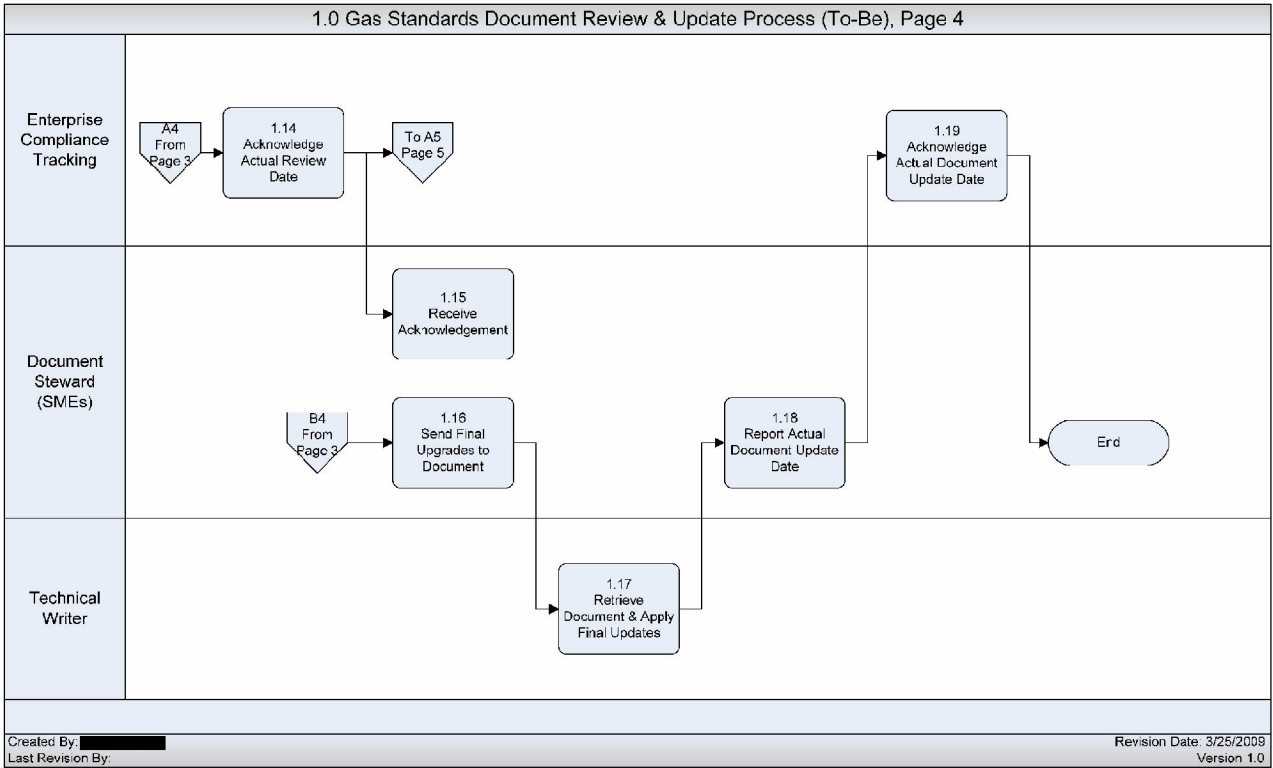 1.0 Gas Standards Document Review & Update Process (To-Be), Page 4
Enterprise
Compliance
Tracking
A4
From
Page 3
1.14
Acknowledge
Actual Review
Date
To A5
Page 5
1.19
Acknowledge
Actual Document
Update Date
Document
Steward
(SMEs)
1.15
Receive
Acknowledgement
B4
From
Page 3
1.16
Send Final
Upgrades to
Document
1.18
Report Actual
Document Update
Date
End
Technical
Writer
1.17
Retrieve
Document & Apply
Final Updates
Created By:
Last Revision By:
Revision Date: 3/25/2009
Version 1.0